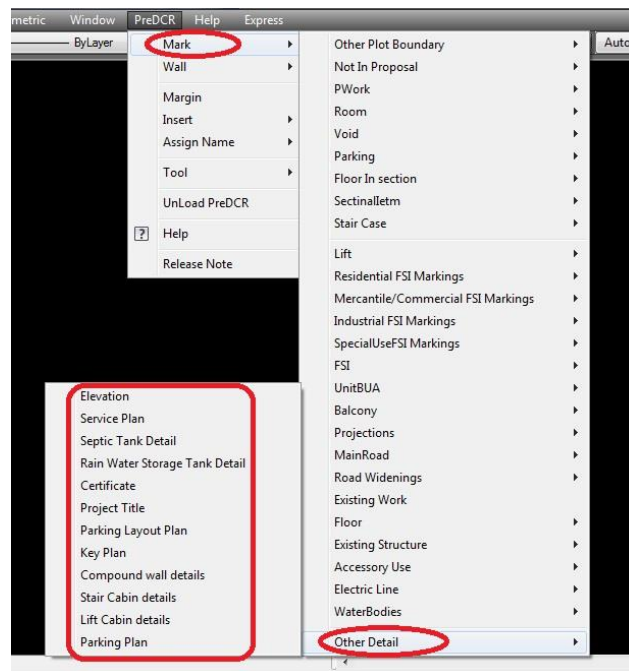 metric Window PreDCR Help Express
ByLayer
Auto
Mark
Wall
Margin
Insert
Assign Name
Tool
UnLoad PreDCR
? Help
Release Note
Other Plot Boundary
Not In Proposal
PWork
Room
Void
Parking
Floor In section
SectinalIetm
Stair Case
Lift
Residential FSI Markings
Mercantile/Commercial FSI Markings
Industrial FSI Markings
SpecialUseFSI Markings
FSI
UnitBUA
Balcony
Projections
MainRoad
Road Widenings
Existing Work
Floor
Existing Structure
Accessory Use
Electric Line
WaterBodies
Other Detail
Elevation
Service Plan
Septic Tank Detail
Rain Water Storage Tank Detail
Certificate
Project Title
Parking Layout Plan
Key Plan
Compound wall details
Stair Cabin details
Lift Cabin details
Parking Plan